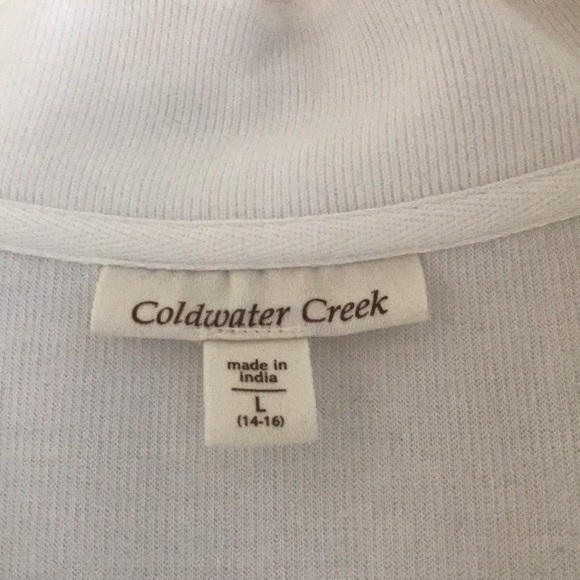 Coldwater Creek
made in
india
L
(14-16)